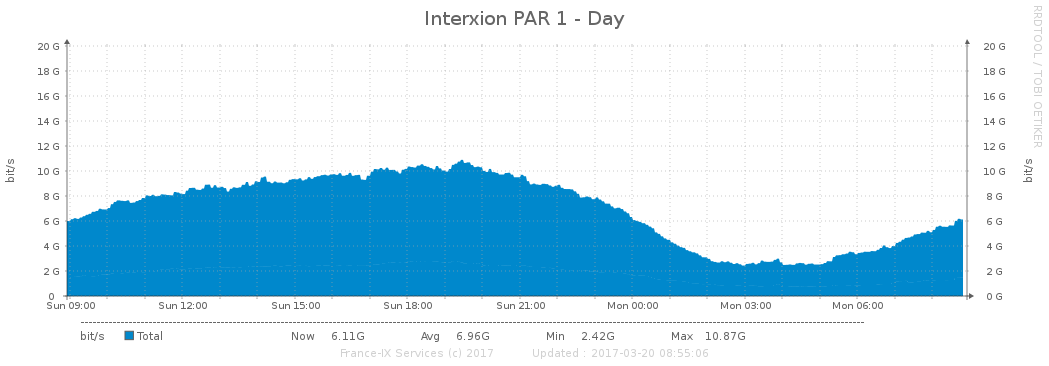 Interxion PAR 1 - Day
RRDTOOL / TOBI OETIKER
bit/s
20 G 20 G
18 G 18 G
16 G 16 G
14 G 14 G
12 G 12 G
10 G 10 G
8 G 8 G
6 G 6 G
4 G 4 G
2 G 2 G
0 0 G
bit/s
Sun 09:00 Sun 12:00 Sun 15:00 Sun 18:00 Sun 21:00 Mon 00:00 Mon 03:00 Mon 06:00
bit/s Total Now 6.11G Avg 6.96G Min 2.42G Max 10.87G
France-IX Services (c) 2017 Updated : 2017-03-20 08:55:06